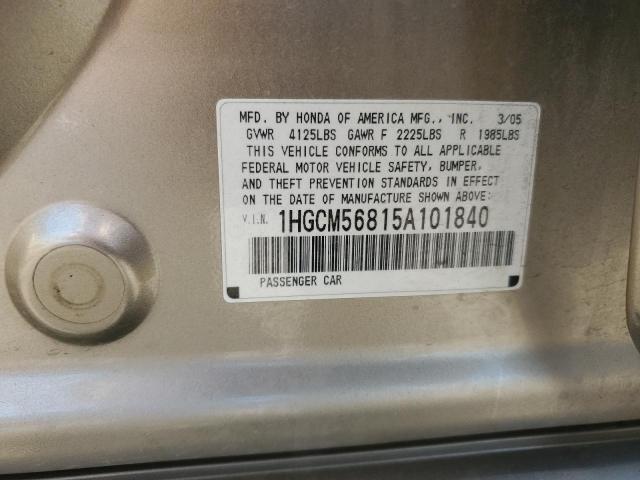 MFD. BY HONDA OF AMERICA MFG., INC. 3/05
GVWR 4125LBS GAWR F 2225LBS R 1985LBS
THIS VEHICLE CONFORMS TO ALL APPLICABLE
FEDERAL MOTOR VEHICLE SAFETY, BUMPER,
AND THEFT PREVENTION STANDARDS IN EFFECT
ON THE DATE OF MANUFACTURE SHOWN ABOVE:
V.I.N. 1HGCM56815A101840
PASSENGER CAR